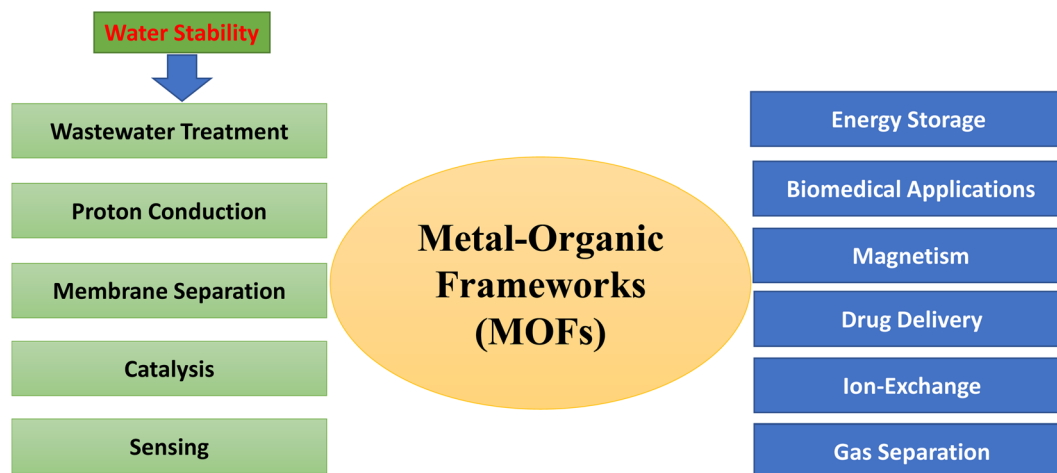 Water Stability
Wastewater Treatment
Proton Conduction
Membrane Separation
Catalysis
Sensing
Metal-Organic
Frameworks
(MOFs)
Energy Storage
Biomedical Applications
Magnetism
Drug Delivery
Ion-Exchange
Gas Separation